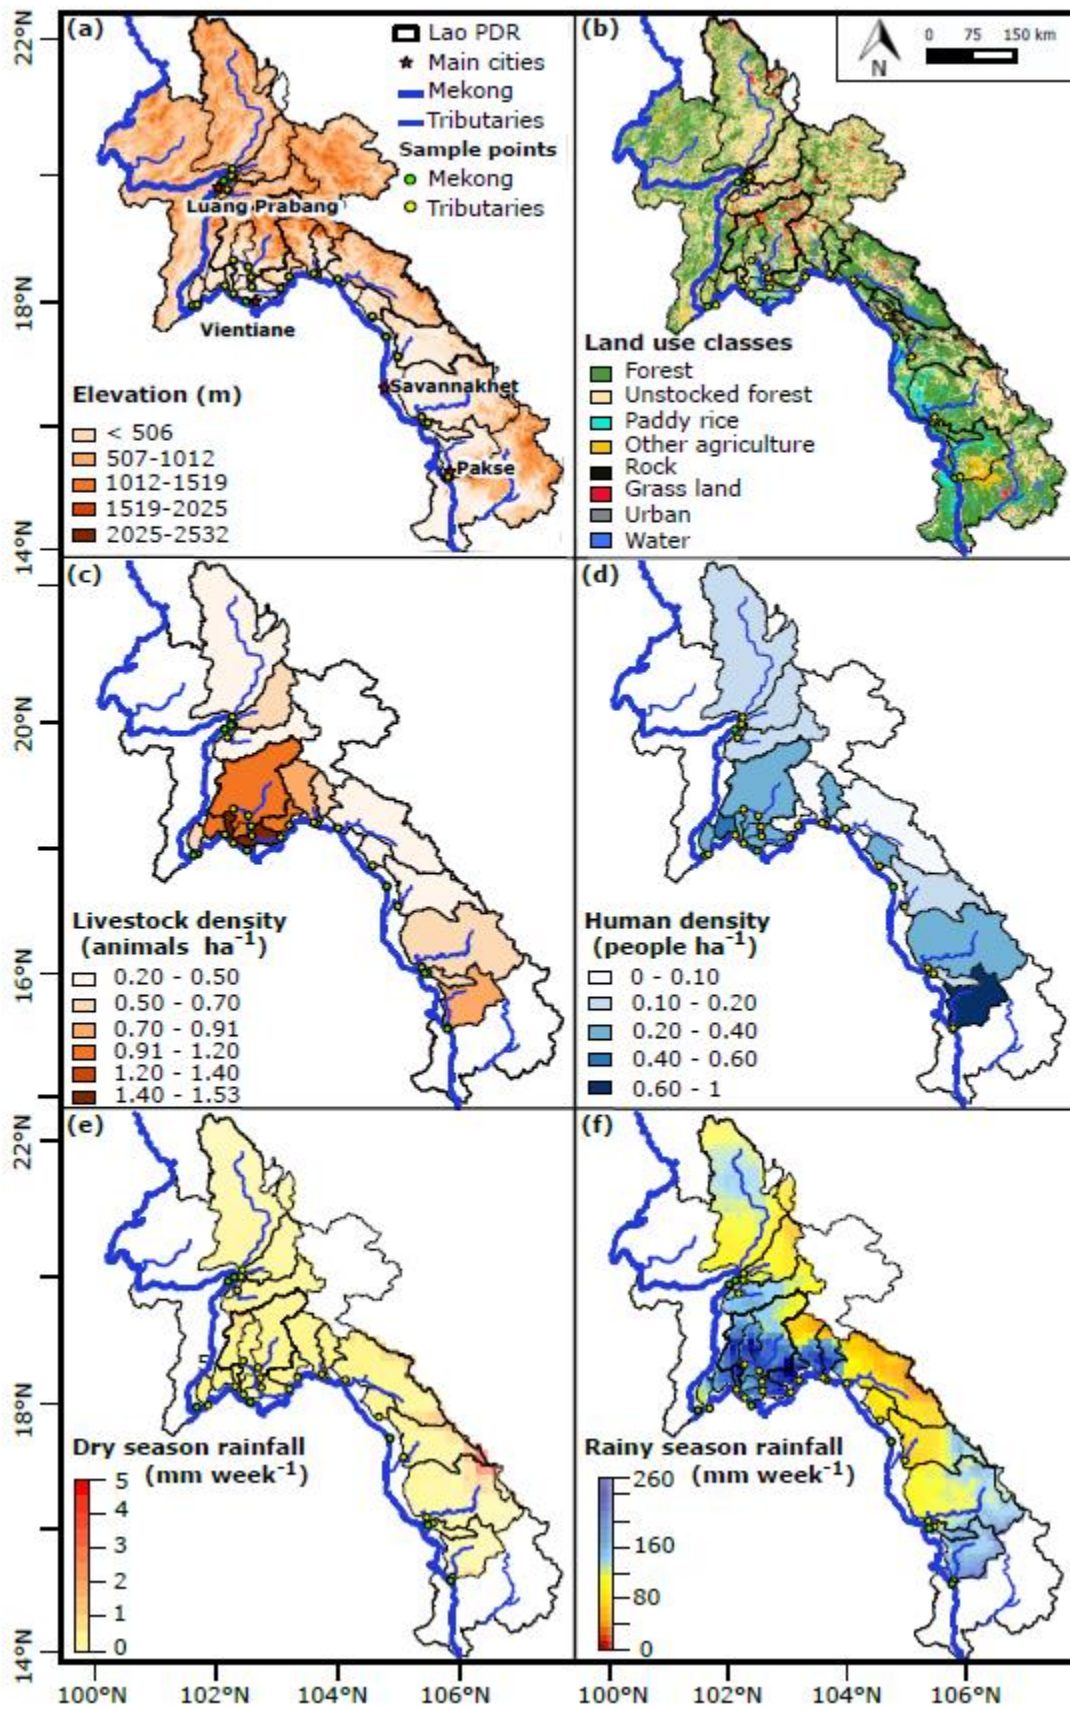 (a)
Lao PDR
Main cities
Mekong
Tributaries
Sample points
Mekong
Tributaries
Luang Prabang
Vientiane
Savannakhet
Pakse
Elevation (m)
< 506
507-1012
1012-1519
1519-2025
2025-2532
22°N
18°N
14°N
(b)
0 75 150 km
N
Land use classes
Forest
Unstocked forest
Paddy rice
Other agriculture
Rock
Grass land
Urban
Water
(c)
Livestock density
(animals ha-1)
0.20 - 0.50
0.50 - 0.70
0.70 - 0.91
0.91 - 1.20
1.20 - 1.40
1.40 - 1.53
20°N
16°N
(d)
Human density
(people ha-1)
0 - 0.10
0.10 - 0.20
0.20 - 0.40
0.40 - 0.60
0.60 - 1
(e)
5
Dry season rainfall
(mm week-1)
5
4
3
2
1
0
22°N
18°N
14°N
(f)
Rainy season rainfall
(mm week-1)
260
160
80
0
100°N 102°N 104°N 106°N 100°N 102°N 104°N 106°N